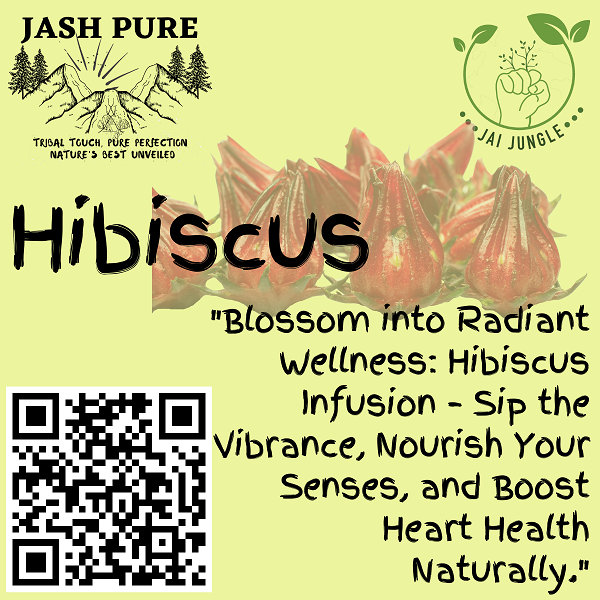 JASH PURE
TRIBAL TOUCH, PURE PERFECTION
NATURE'S BEST UNVEILED
JAI JUNGLE
Hibiscus
"Blossom into Radiant
Wellness: Hibiscus
Infusion - Sip the
Vibrance, Nourish Your
Senses, and Boost
Heart Health
Naturally."